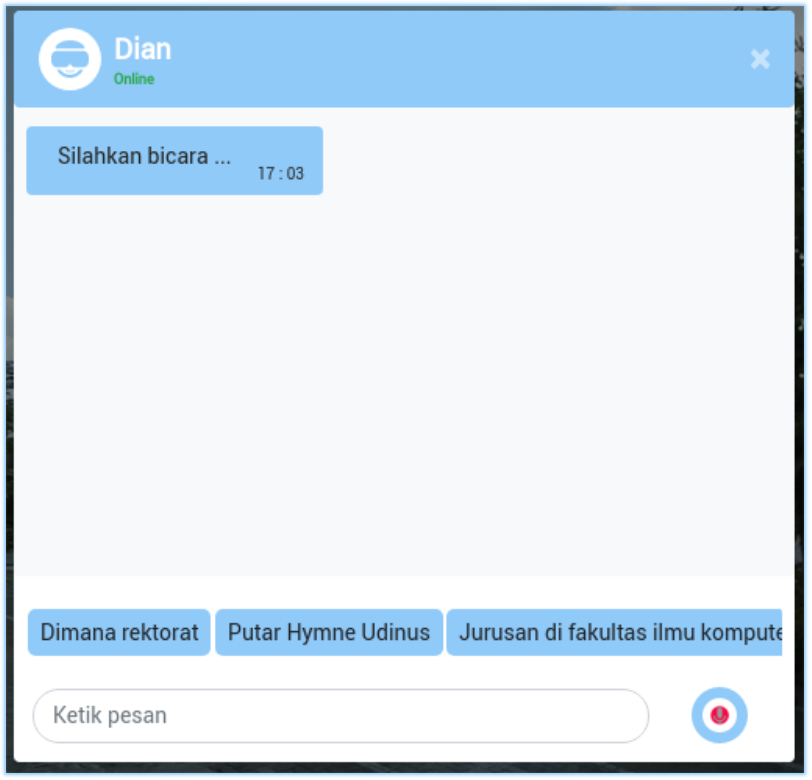 Dian
Online
Silahkan bicara ...
17 : 03
Dimana rektorat
Putar Hymne Udinus
Jurusan di fakultas ilmu kompute
Ketik pesan